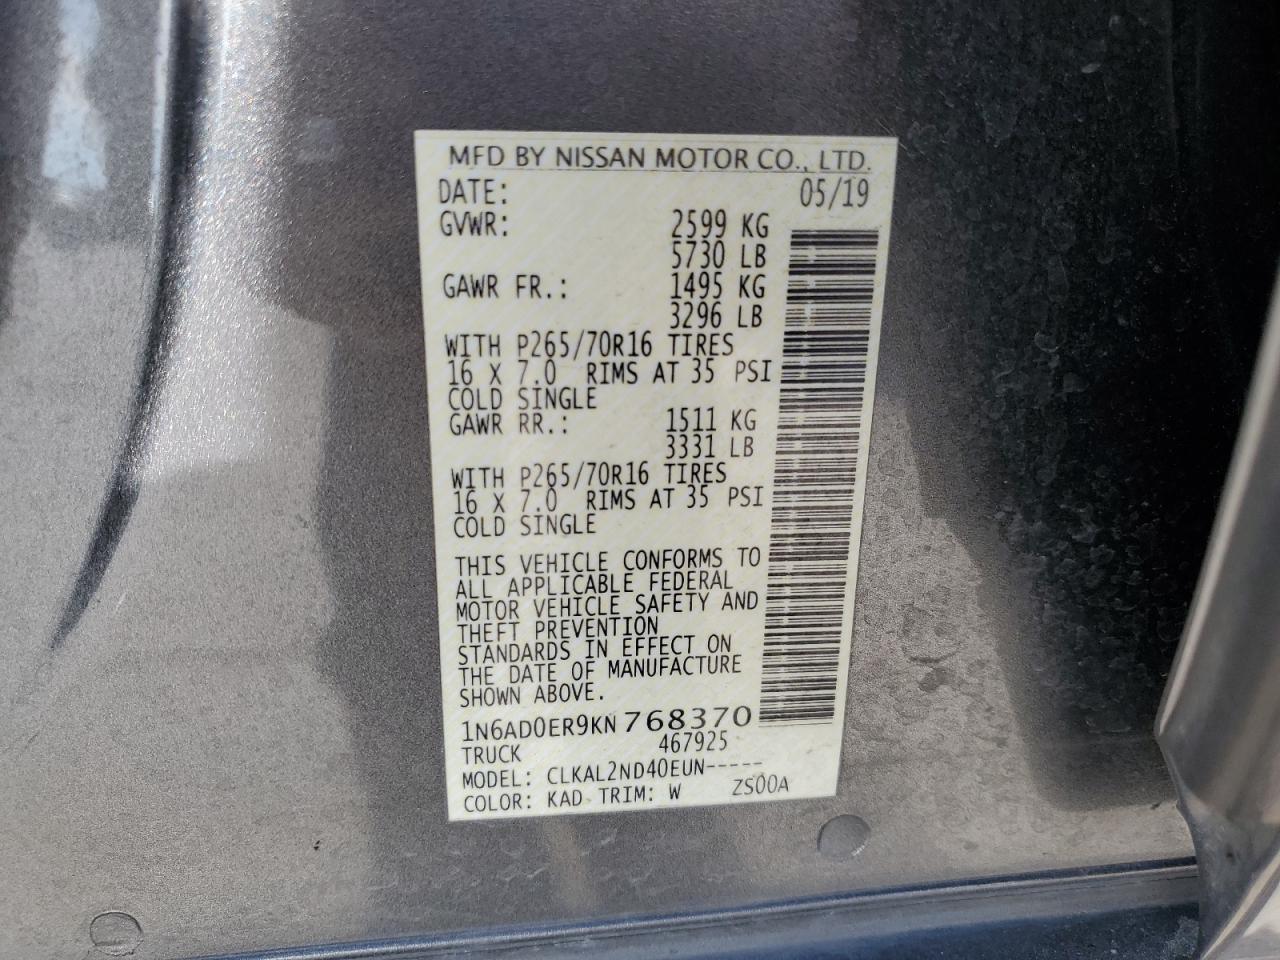 MFD BY NISSAN MOTOR CO., LTD.
DATE: 05/19
GVWR: 2599 KG
5730 LB
GAWR FR.: 1495 KG
3296 LB
WITH P265/70R16 TIRES
16 X 7.0 RIMS AT 35 PSI
COLD SINGLE
GAWR RR.: 1511 KG
3331 LB
WITH P265/70R16 TIRES
16 X 7.0 RIMS AT 35 PSI
COLD SINGLE
THIS VEHICLE CONFORMS TO
ALL APPLICABLE FEDERAL
MOTOR VEHICLE SAFETY AND
THEFT PREVENTION
STANDARDS IN EFFECT ON
THE DATE OF MANUFACTURE
SHOWN ABOVE.
1N6AD0ER9KN768370
TRUCK 467925
MODEL: CLKAL2ND40EUN-----
COLOR: KAD TRIM: W ZS00A